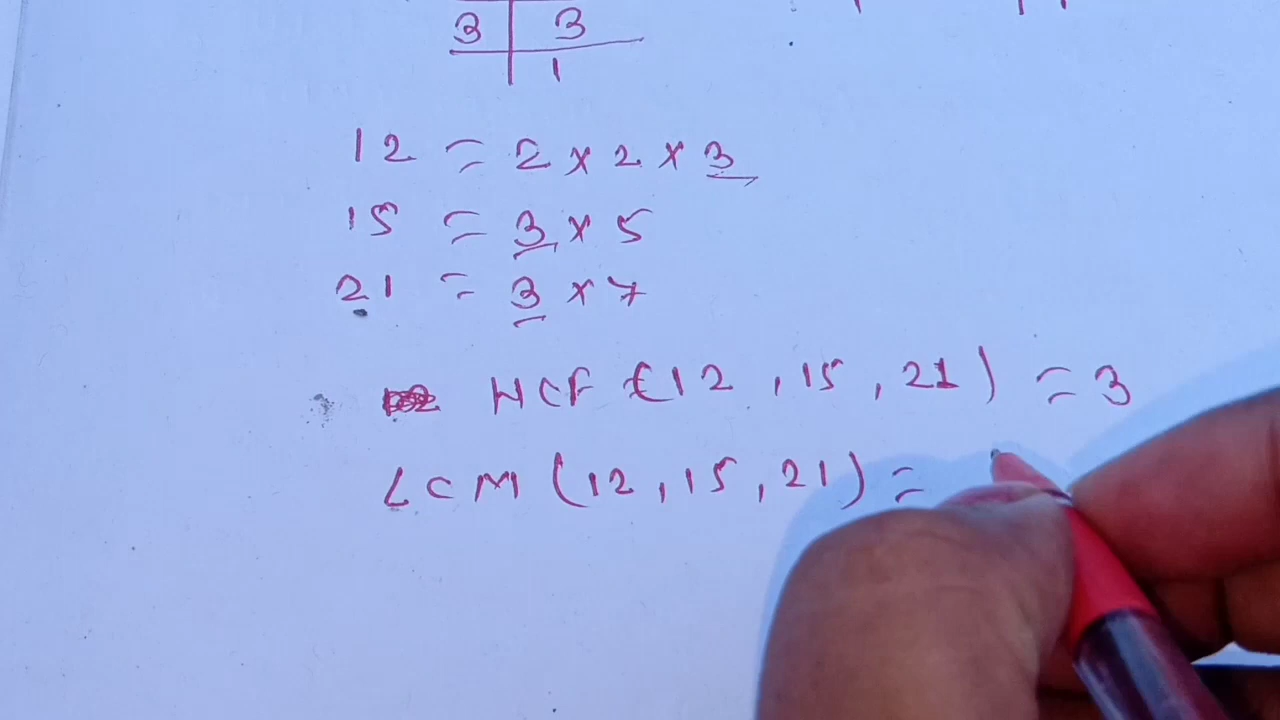 3 3
1
12 = 2 × 2 × 3
15 = 3 × 5
21 = 3 × 7
HCF (12, 15, 21) = 3
LCM (12, 15, 21) =